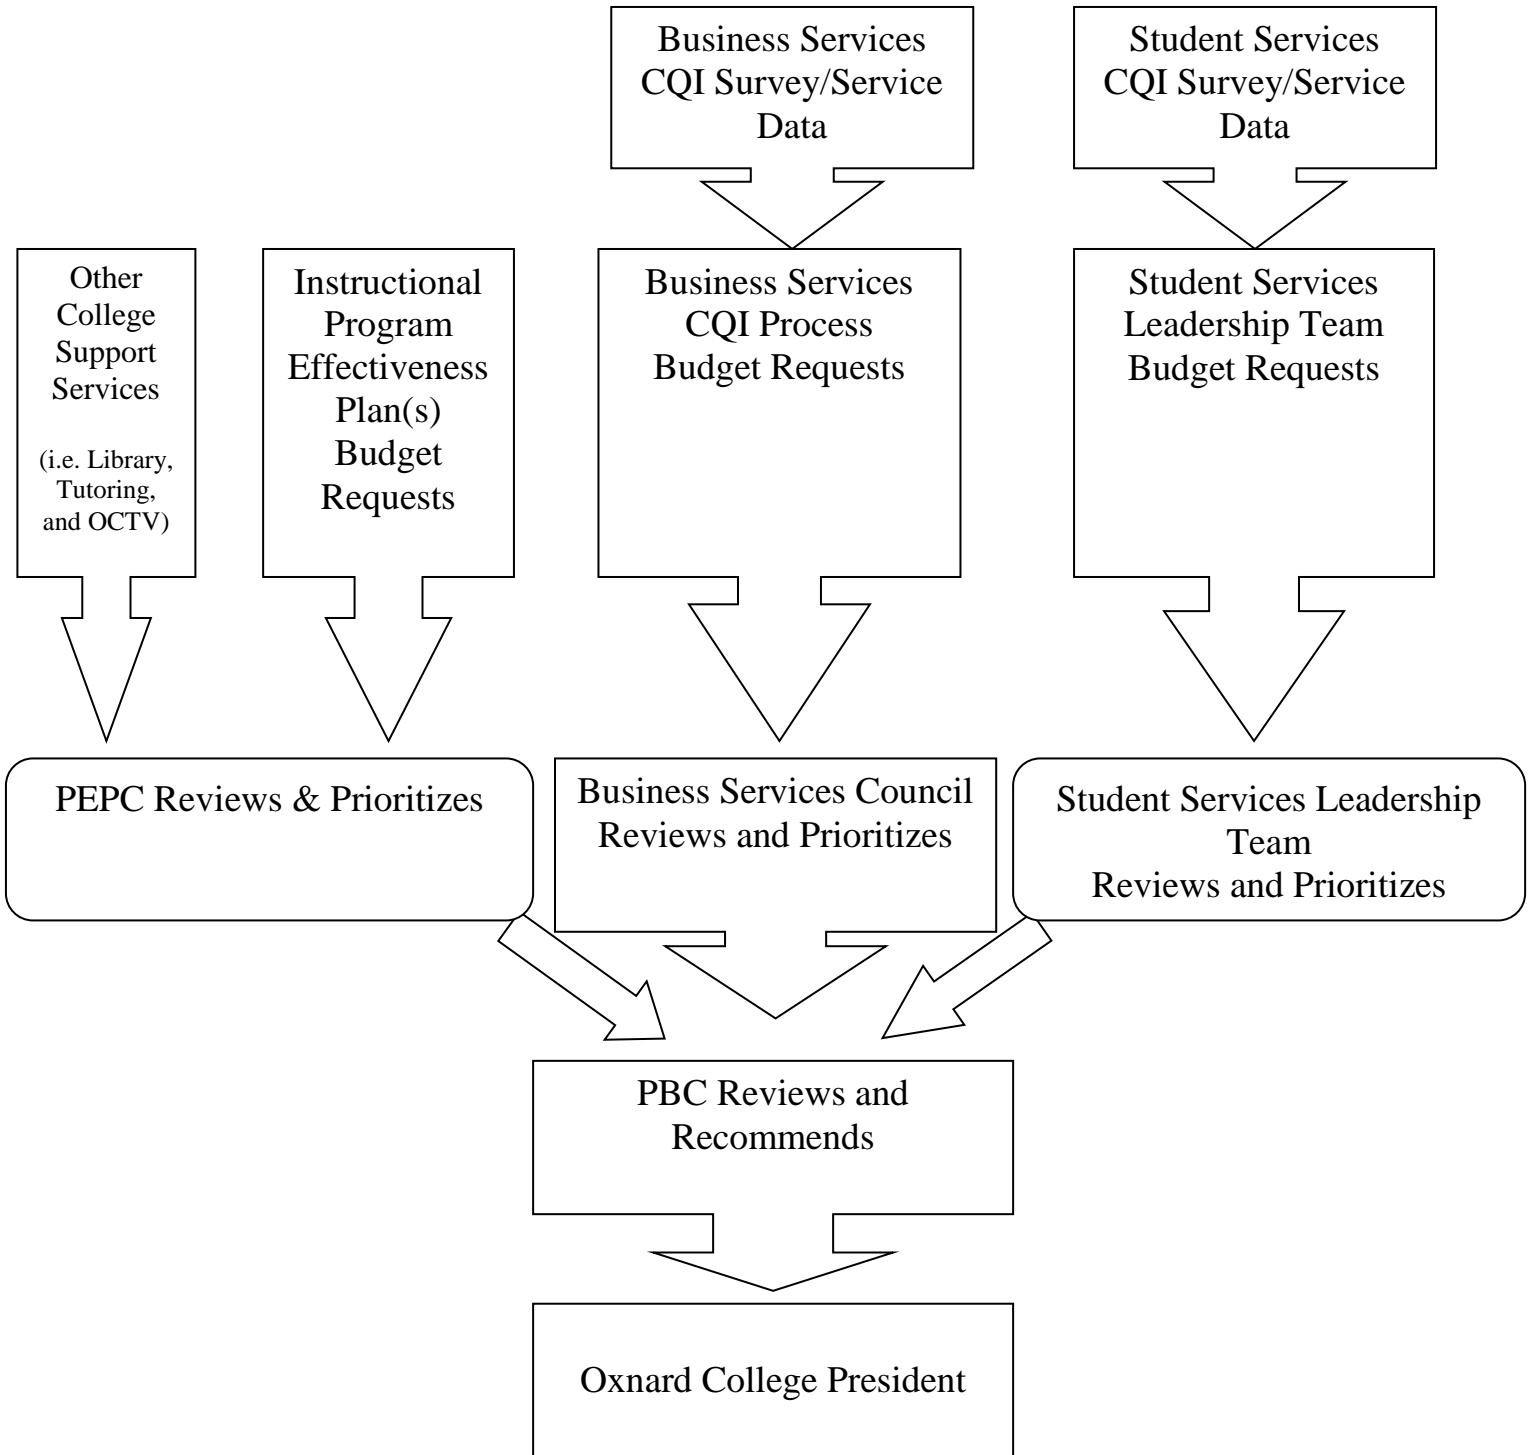 Business Services
CQI Survey/Service
Data
Student Services
CQI Survey/Service
Data
Other
College
Support
Services
(i.e. Library,
Tutoring,
and OCTV)
Instructional
Program
Effectiveness
Plan(s)
Budget
Requests
Business Services
CQI Process
Budget Requests
Student Services
Leadership Team
Budget Requests
PEPC Reviews & Prioritizes
Business Services Council
Reviews and Prioritizes
Student Services Leadership
Team
Reviews and Prioritizes
PBC Reviews and
Recommends
Oxnard College President